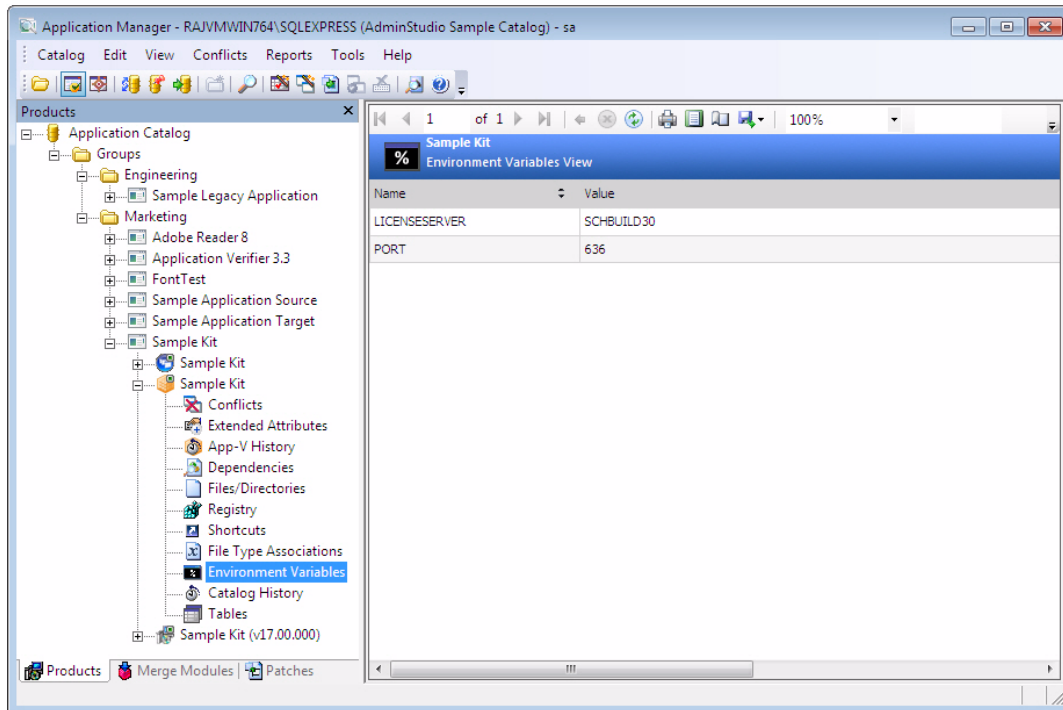 Application Manager - RAJVMWIN764\SQLEXPRESS (AdminStudio Sample Catalog) - sa
Catalog Edit View Conflicts Reports Tools Help
Products
Application Catalog
Groups
Engineering
Sample Legacy Application
Marketing
Adobe Reader 8
Application Verifier 3.3
FontTest
Sample Application Source
Sample Application Target
Sample Kit
Sample Kit
Sample Kit
Conflicts
Extended Attributes
App-V History
Dependencies
Files/Directories
Registry
Shortcuts
File Type Associations
Environment Variables
Catalog History
Tables
Sample Kit (v17.00.000)
Products Merge Modules Patches
1 of 1 100%
% Sample Kit
Environment Variables View
Name Value
LICENSESERVER SCHBUILD30
PORT 636